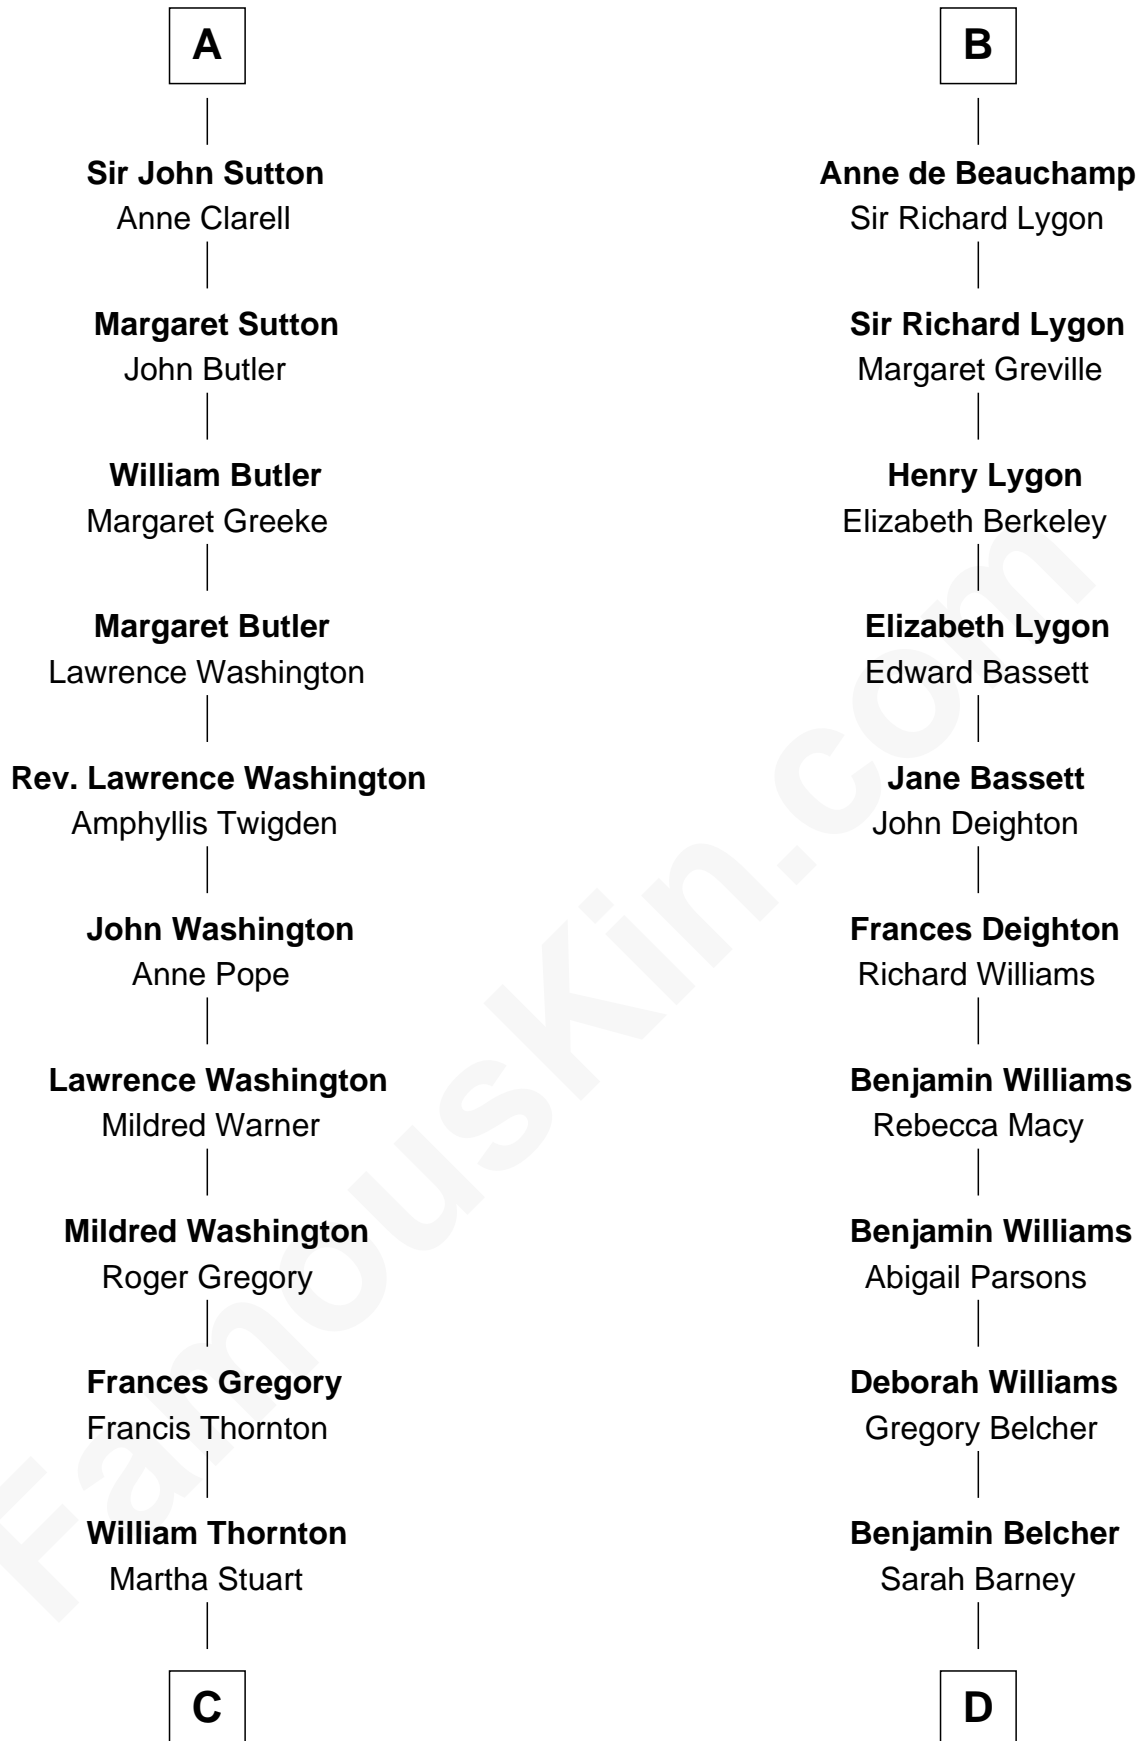 A
Sir John Sutton
Anne Clarell
Margaret Sutton
John Butler
William Butler
Margaret Greeke
Margaret Butler
Lawrence Washington
Rev. Lawrence Washington
Amphyllis Twigden
John Washington
Anne Pope
Lawrence Washington
Mildred Warner
Mildred Washington
Roger Gregory
Frances Gregory
Francis Thornton
William Thornton
Martha Stuart
C
B
Anne de Beauchamp
Sir Richard Lygon
Sir Richard Lygon
Margaret Greville
Henry Lygon
Elizabeth Berkeley
Elizabeth Lygon
Edward Bassett
Jane Bassett
John Deighton
Frances Deighton
Richard Williams
Benjamin Williams
Rebecca Macy
Benjamin Williams
Abigail Parsons
Deborah Williams
Gregory Belcher
Benjamin Belcher
Sarah Barney
D
FamousKin.com